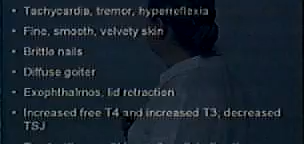 • Tachycardia, tremor, hyperreflexia
• Fine, smooth, velvety skin
• Brittle nails
• Diffuse goiter
• Exophthalmos, lid retraction
• Increased free T4 and increased T3; decreased
TSJ